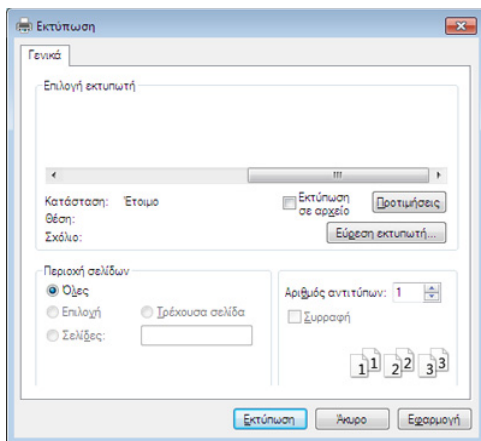 Εκτύπωση
Γενικά
Επιλογή εκτυπωτή
Κατάσταση: Έτοιμο
Θέση:
Σχόλιο:
Εκτύπωση σε αρχείο
Προτιμήσεις
Εύρεση εκτυπωτή...
Περιοχή σελίδων
Όλες
Επιλογή Τρέχουσα σελίδα
Σελίδες:
Αριθμός αντιτύπων: 1
Συρραφή
1 1 2 2 3 3
Εκτύπωση Άκυρο Εφαρμογή